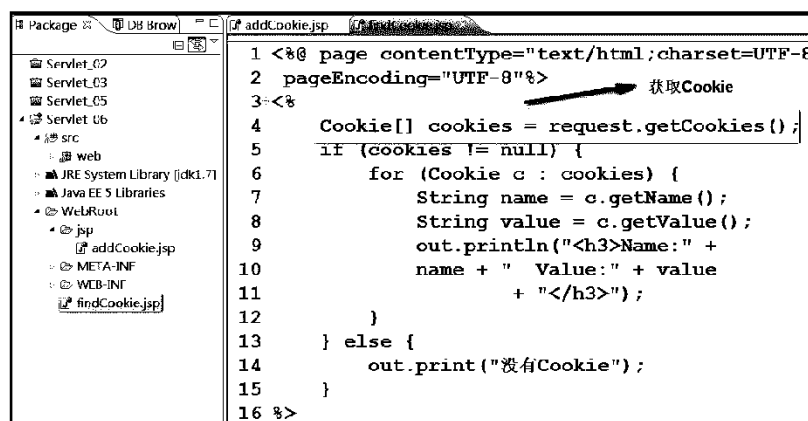 Package
DB Brow
Servlet_02
Servlet_03
Servlet_05
Servlet_06
src
web
JRE System Library [jdk1.7]
Java EE 5 Libraries
WebRoot
jsp
addCookie.jsp
META-INF
WEB-INF
findCookie.jsp
addCookie.jsp
findCookie.jsp
1 <%@ page contentType="text/html;charset=UTF-8
2 pageEncoding="UTF-8"%>
3 <%
获取Cookie
4 Cookie[] cookies = request.getCookies();
5 if (cookies != null) {
6 for (Cookie c : cookies) {
7 String name = c.getName();
8 String value = c.getValue();
9 out.println("<h3>Name:" +
10 name + "  Value:" + value
11 + "</h3>");
12 }
13 } else {
14 out.print("没有Cookie");
15 }
16 %>